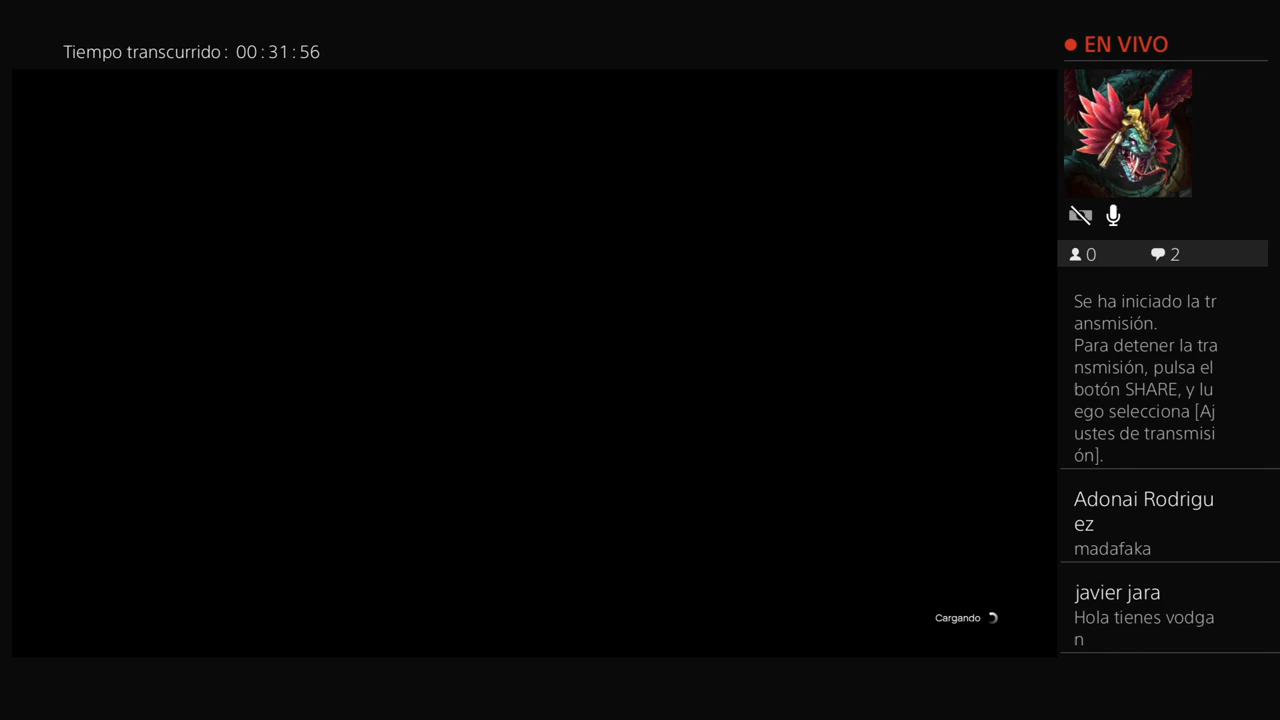 Tiempo transcurrido : 00 : 31 : 56
EN VIVO
0
2
Se ha iniciado la tr
ansmisión.
Para detener la tra
nsmisión, pulsa el
botón SHARE, y lu
ego selecciona [Aj
ustes de transmisi
ón].
Adonai Rodrigu
ez
madafaka
javier jara
Hola tienes vodga
n
Cargando